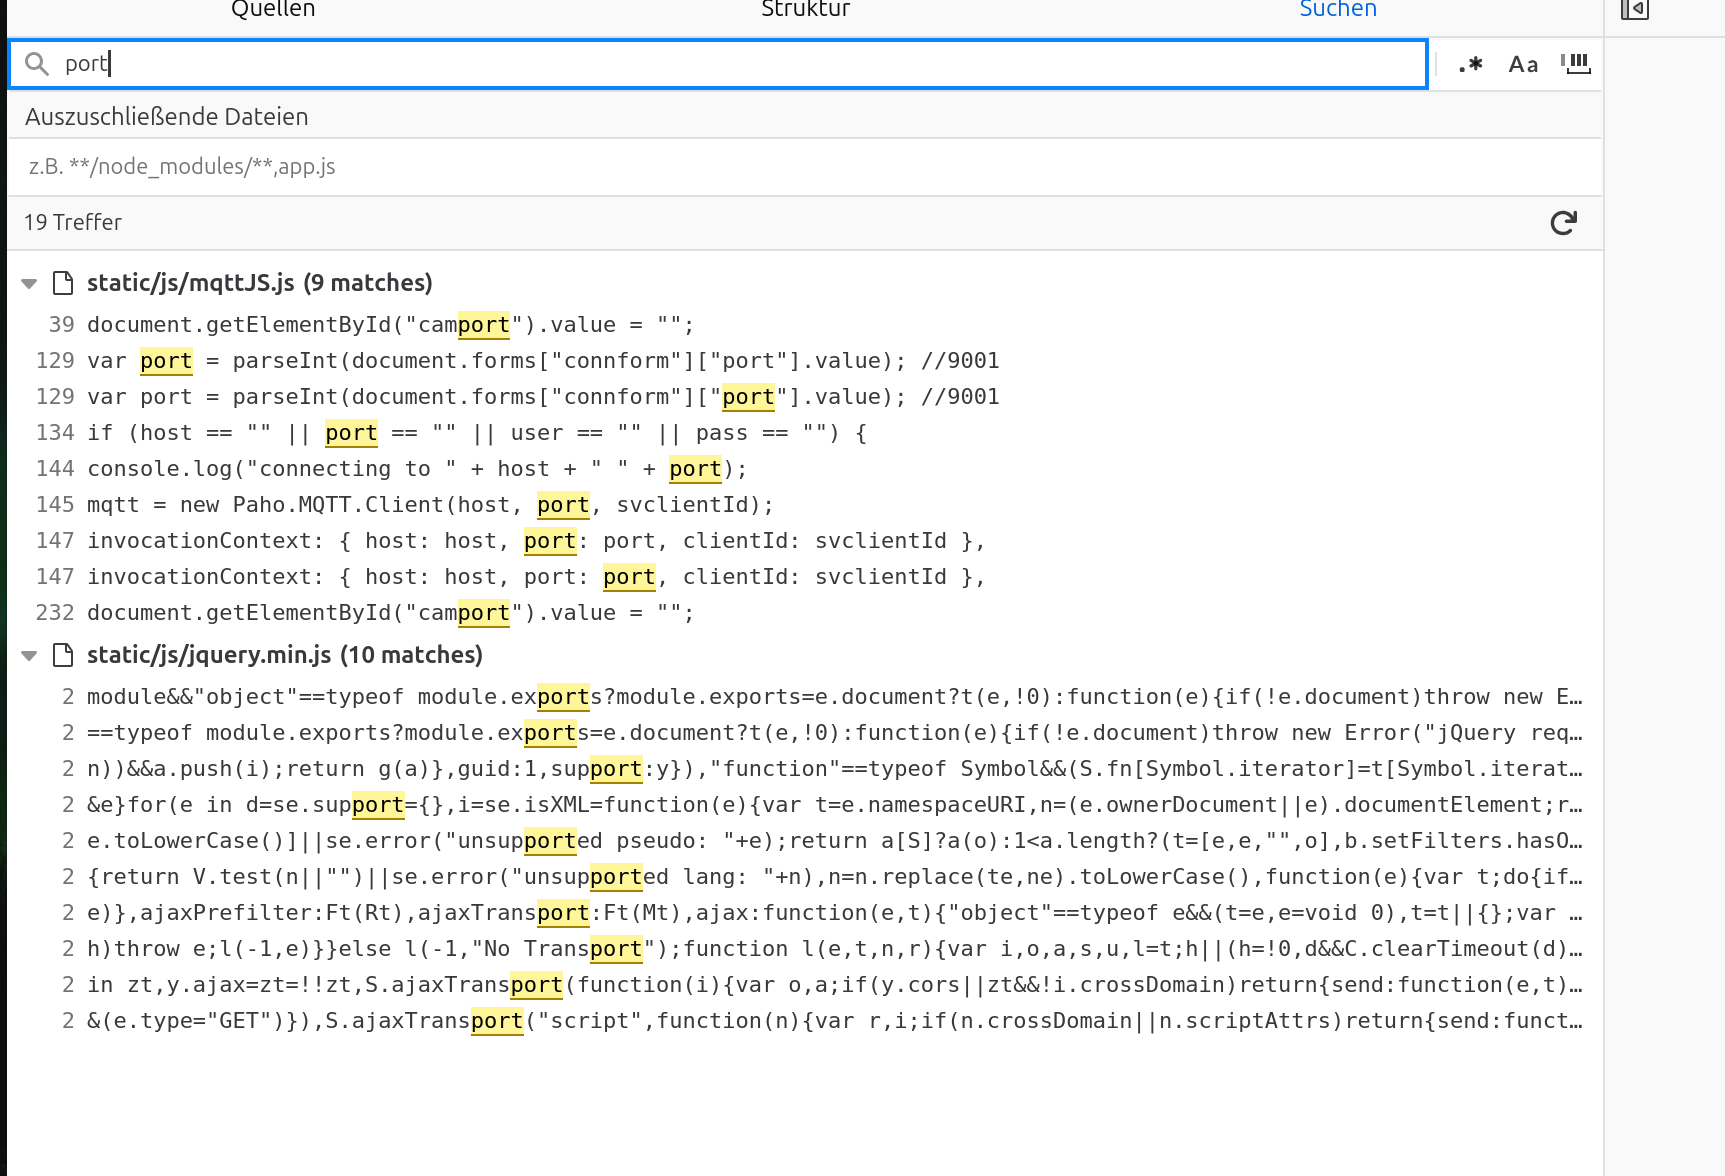 Quellen Struktur Suchen
port
.* Aa
Auszuschließende Dateien
z.B. **/node_modules/**,app.js
19 Treffer
static/js/mqttJS.js (9 matches)
39 document.getElementById("camport").value = "";
129 var port = parseInt(document.forms["connform"]["port"].value); //9001
129 var port = parseInt(document.forms["connform"]["port"].value); //9001
134 if (host == "" || port == "" || user == "" || pass == "") {
144 console.log("connecting to " + host + " " + port);
145 mqtt = new Paho.MQTT.Client(host, port, svclientId);
147 invocationContext: { host: host, port: port, clientId: svclientId },
147 invocationContext: { host: host, port: port, clientId: svclientId },
232 document.getElementById("camport").value = "";
static/js/jquery.min.js (10 matches)
2 module&&"object"==typeof module.exports?module.exports=e.document?t(e,!0):function(e){if(!e.document)throw new E…
2 ==typeof module.exports?module.exports=e.document?t(e,!0):function(e){if(!e.document)throw new Error("jQuery req…
2 n))&&a.push(i);return g(a)},guid:1,support:y}),"function"==typeof Symbol&&(S.fn[Symbol.iterator]=t[Symbol.iterat…
2 &e}for(e in d=se.support={},i=se.isXML=function(e){var t=e.namespaceURI,n=(e.ownerDocument||e).documentElement;r…
2 e.toLowerCase()]||se.error("unsupported pseudo: "+e);return a[S]?a(o):1<a.length?(t=[e,e,"",o],b.setFilters.hasO…
2 {return V.test(n||"")||se.error("unsupported lang: "+n),n=n.replace(te,ne).toLowerCase(),function(e){var t;do{if…
2 e)},ajaxPrefilter:Ft(Rt),ajaxTransport:Ft(Mt),ajax:function(e,t){"object"==typeof e&&(t=e,e=void 0),t=t||{};var …
2 h)throw e;l(-1,e)}}else l(-1,"No Transport");function l(e,t,n,r){var i,o,a,s,u,l=t;h||(h=!0,d&&C.clearTimeout(d)…
2 in zt,y.ajax=zt=!!zt,S.ajaxTransport(function(i){var o,a;if(y.cors||zt&&!i.crossDomain)return{send:function(e,t)…
2 &(e.type="GET")}),S.ajaxTransport("script",function(n){var r,i;if(n.crossDomain||n.scriptAttrs)return{send:funct…